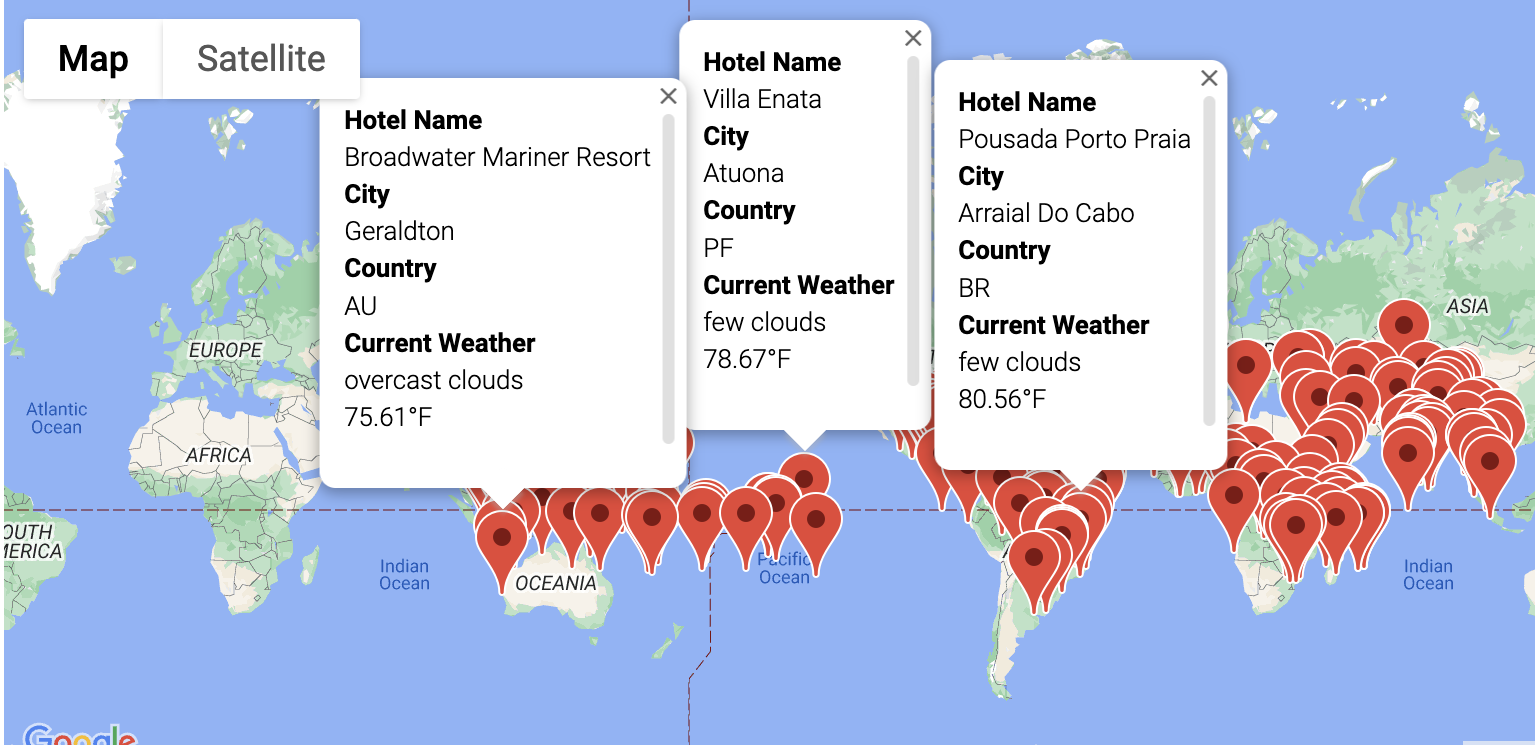 Map
Satellite
Hotel Name
Broadwater Mariner Resort
City
Geraldton
Country
AU
Current Weather
overcast clouds
75.61°F
Hotel Name
Villa Enata
City
Atuona
Country
PF
Current Weather
few clouds
78.67°F
Hotel Name
Pousada Porto Praia
City
Arraial Do Cabo
Country
BR
Current Weather
few clouds
80.56°F
EUROPE
Atlantic
Ocean
AFRICA
OUTH
MERICA
Indian
Ocean
OCEANIA
Pacific
Ocean
ASIA
Indian
Ocean
Google